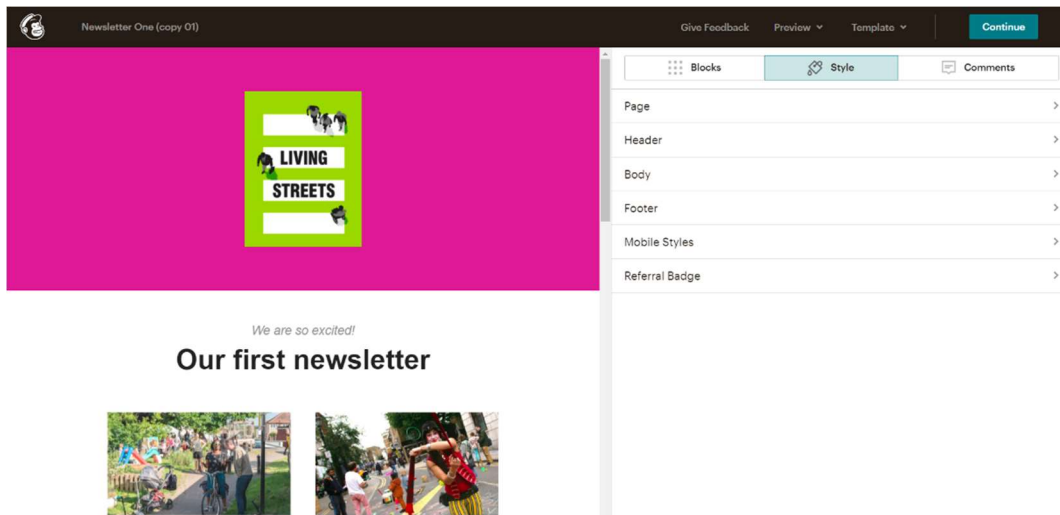 Newsletter One (copy 01)
Give Feedback
Preview
Template
Continue
Blocks
Style
Comments
Page
Header
Body
Footer
Mobile Styles
Referral Badge
LIVING
STREETS
We are so excited!
Our first newsletter